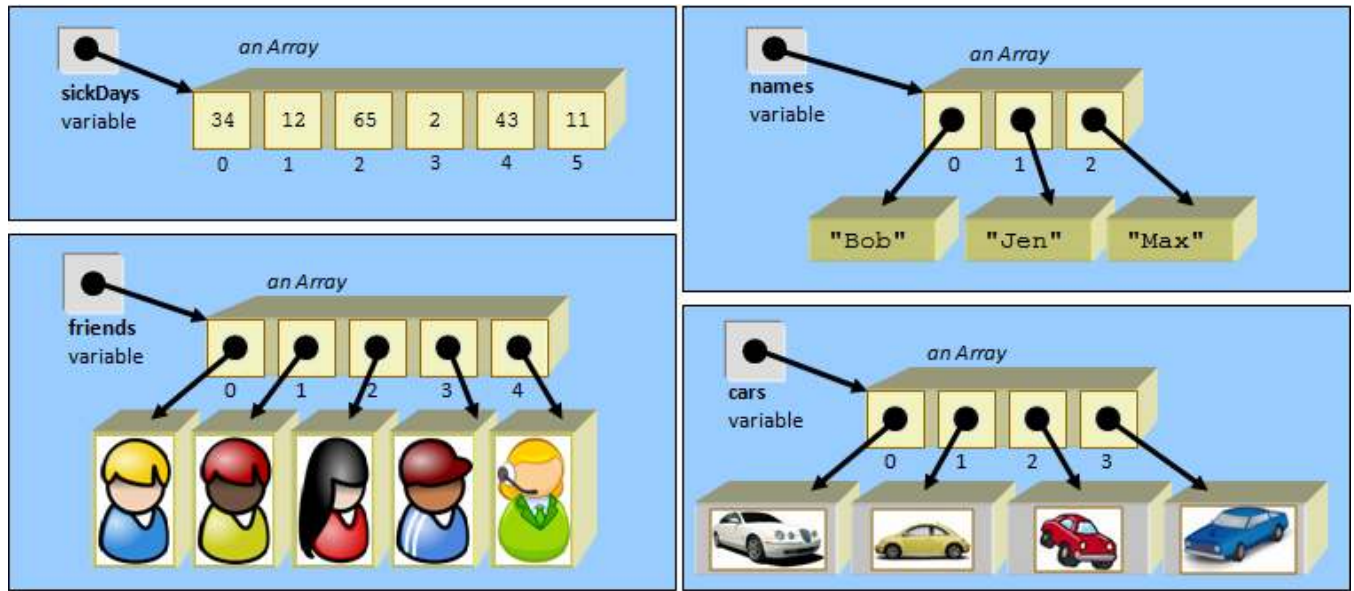 an Array
sickDays
variable
34 12 65 2 43 11
0 1 2 3 4 5
an Array
names
variable
0 1 2
"Bob" "Jen" "Max"
an Array
friends
variable
0 1 2 3 4
an Array
cars
variable
0 1 2 3